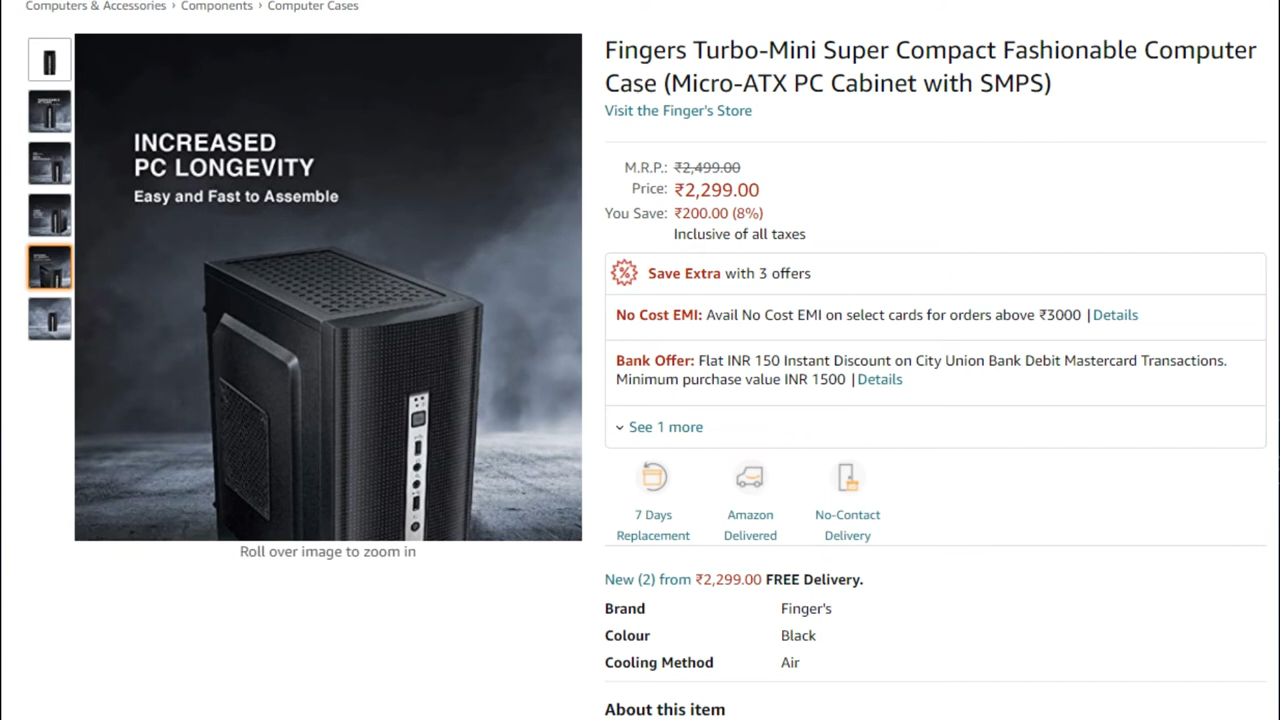 Computers & Accessories › Components › Computer Cases
INCREASED
PC LONGEVITY
Easy and Fast to Assemble
Roll over image to zoom in
Fingers Turbo-Mini Super Compact Fashionable Computer
Case (Micro-ATX PC Cabinet with SMPS)
Visit the Finger's Store
M.R.P.: ₹2,499.00
Price: ₹2,299.00
You Save: ₹200.00 (8%)
Inclusive of all taxes
Save Extra with 3 offers
No Cost EMI: Avail No Cost EMI on select cards for orders above ₹3000 | Details
Bank Offer: Flat INR 150 Instant Discount on City Union Bank Debit Mastercard Transactions.
Minimum purchase value INR 1500 | Details
See 1 more
7 Days Amazon No-Contact
Replacement Delivered Delivery
New (2) from ₹2,299.00 FREE Delivery.
Brand Finger's
Colour Black
Cooling Method Air
About this item